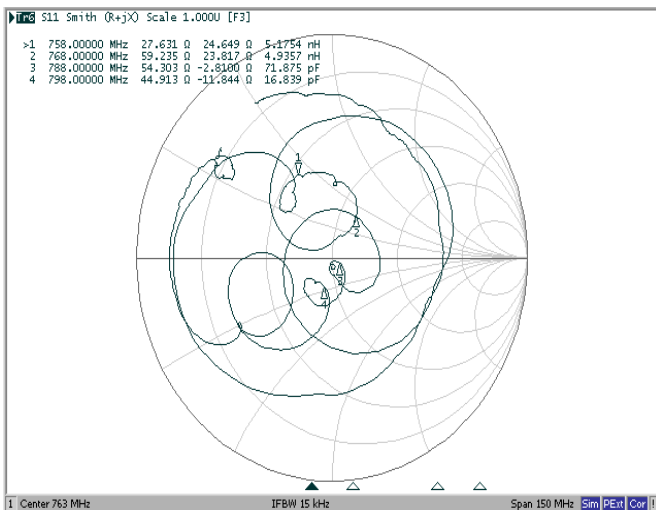 Tr6 S11 Smith (R+jX) Scale 1.000U [F3]
>1 758.00000 MHz 27.631 Ω 24.649 Ω 5.1754 nH
2 768.00000 MHz 59.235 Ω 23.817 Ω 4.9357 nH
3 788.00000 MHz 54.303 Ω -2.8100 Ω 71.875 pF
4 798.00000 MHz 44.913 Ω -11.844 Ω 16.839 pF
1
2
3
4
1 Center 763 MHz IFBW 15 kHz Span 150 MHz Sim PExt Cor !